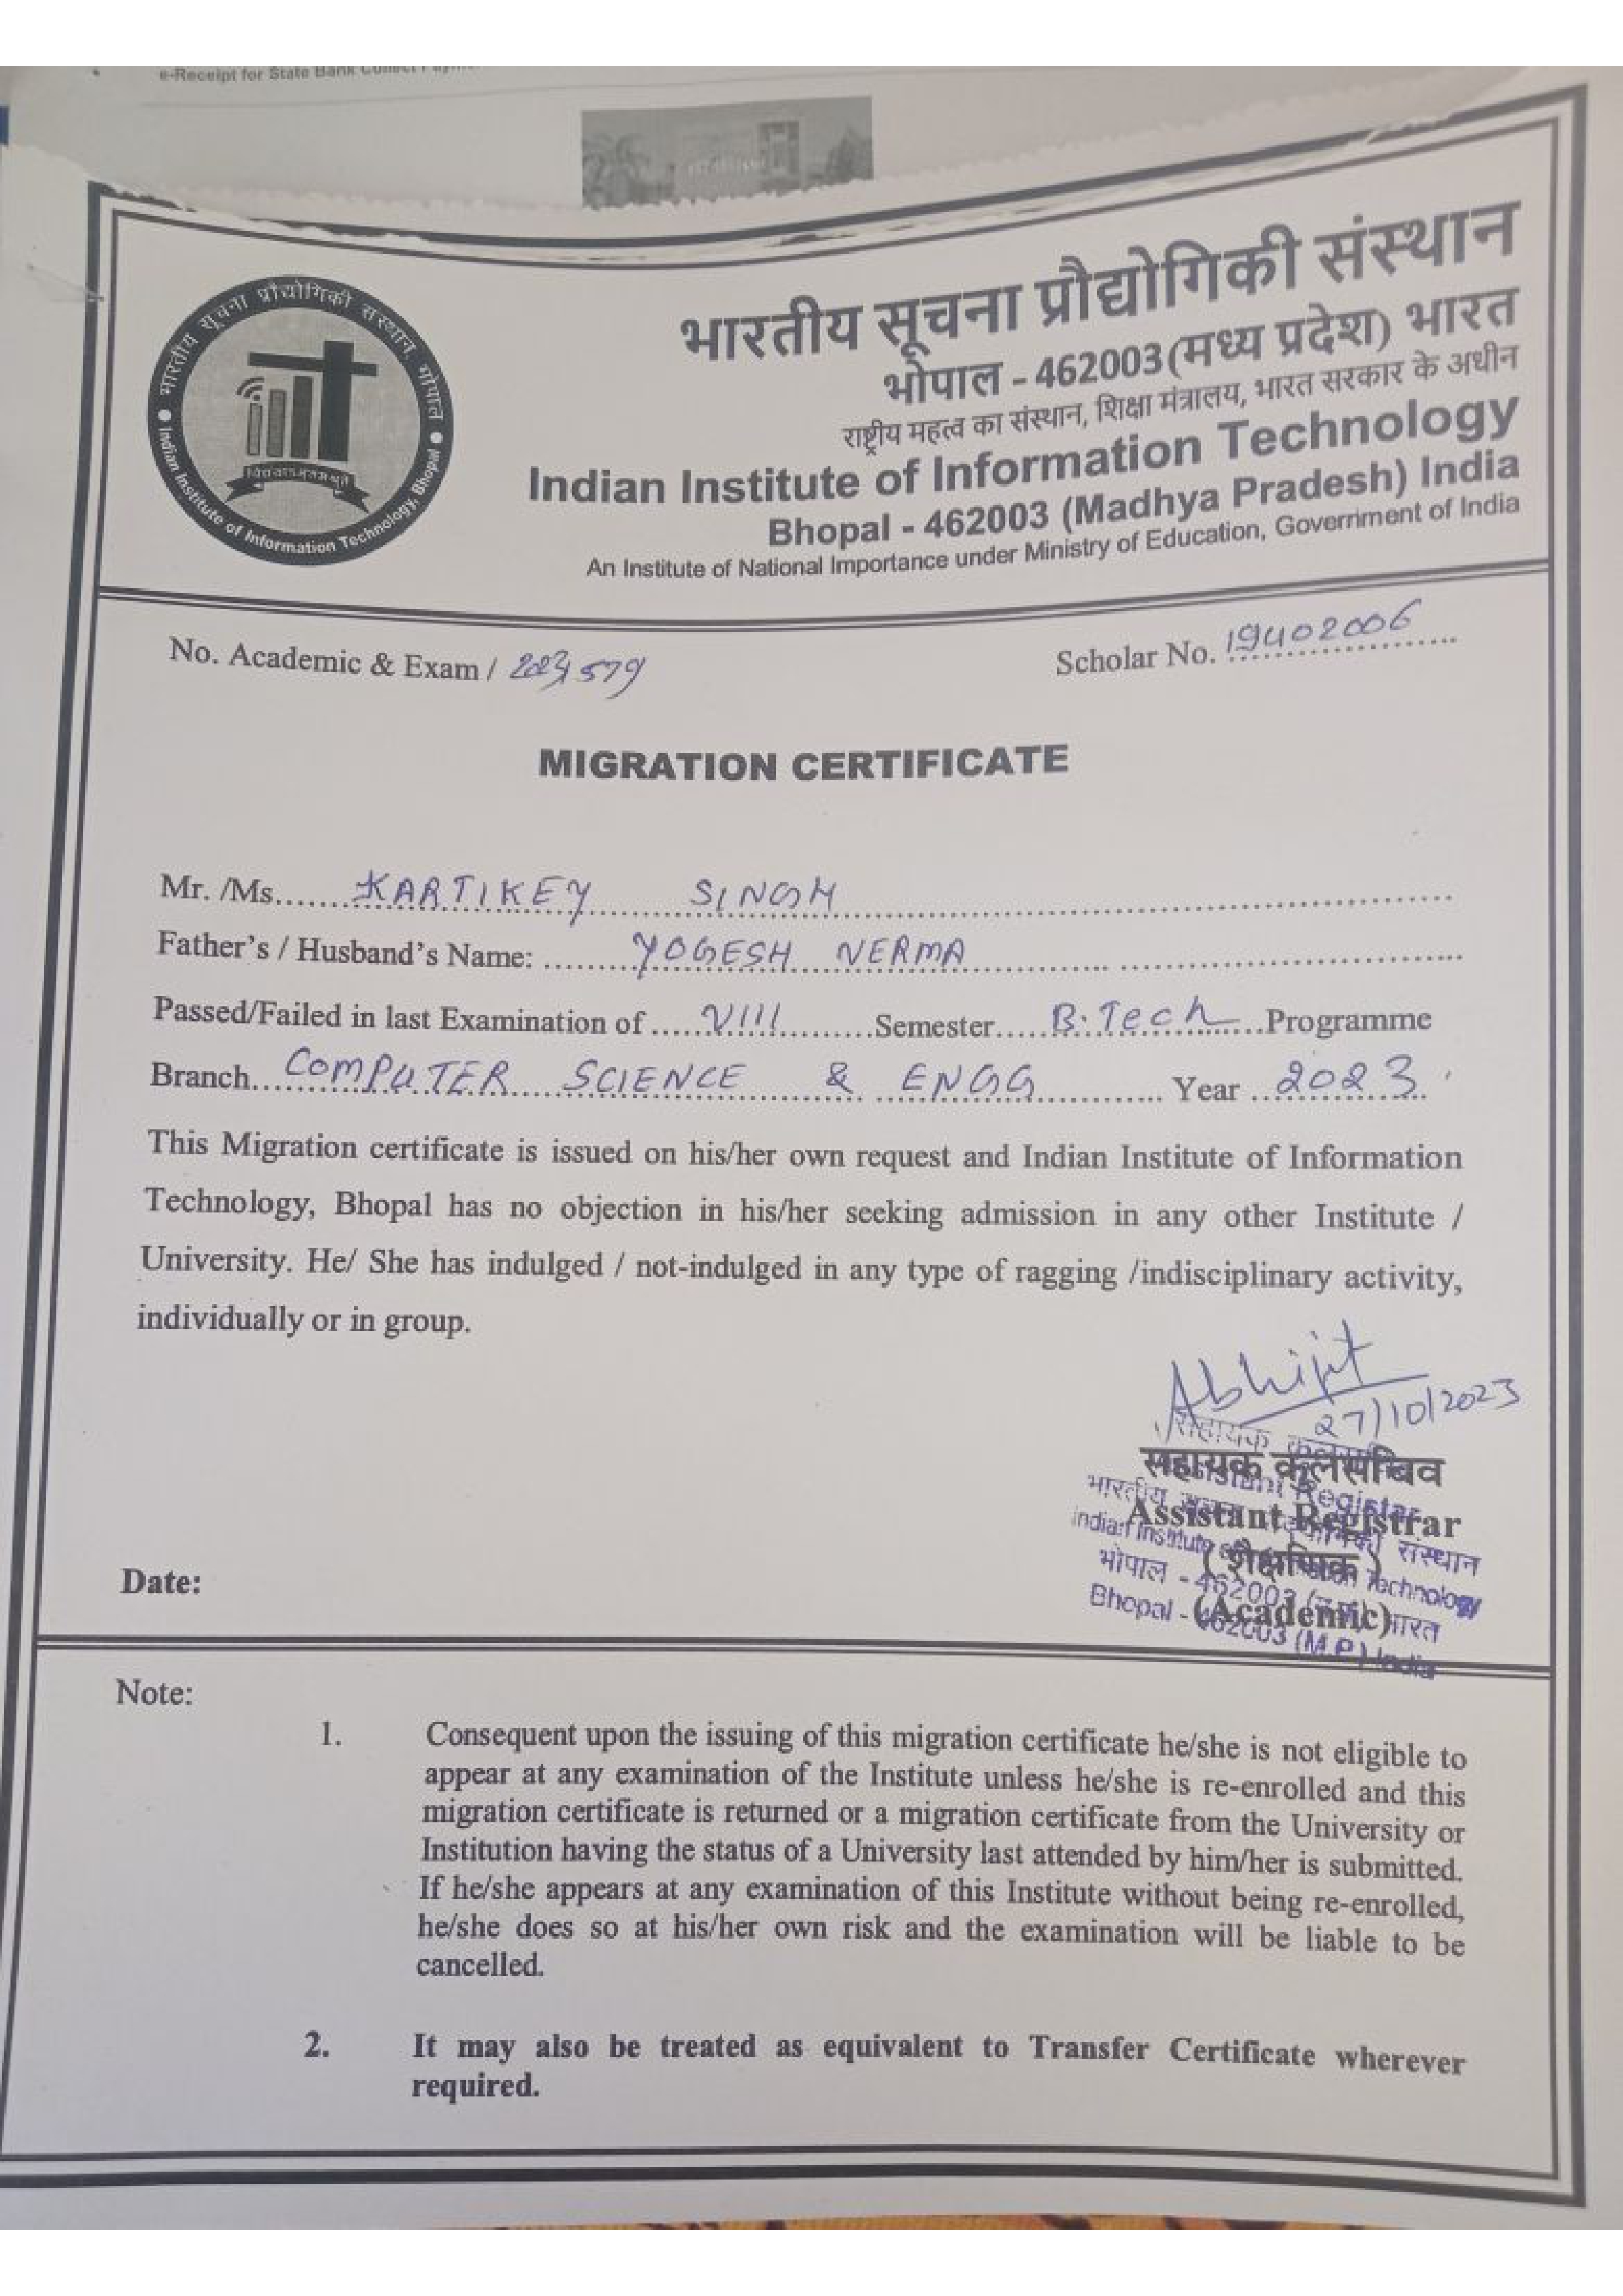 e-Receipt for State Bank Collect
भारतीय सूचना प्रौद्योगिकी संस्थान
भोपाल - 462003 (मध्य प्रदेश) भारत
राष्ट्रीय महत्व का संस्थान, शिक्षा मंत्रालय, भारत सरकार के अधीन
Indian Institute of Information Technology
Bhopal - 462003 (Madhya Pradesh) India
An Institute of National Importance under Ministry of Education, Government of India
भारतीय सूचना प्रौद्योगिकी संस्थान, भोपाल
Indian Institute of Information Technology, Bhopal
No. Academic & Exam / 2023/579
Scholar No. 19U02006
MIGRATION CERTIFICATE
Mr. /Ms. KARTIKEY SINGH
Father's / Husband's Name: YOGESH VERMA
Passed/Failed in last Examination of VIII Semester B.Tech Programme
Branch COMPUTER SCIENCE & ENGG Year 2023
This Migration certificate is issued on his/her own request and Indian Institute of Information
Technology, Bhopal has no objection in his/her seeking admission in any other Institute /
University. He/ She has indulged / not-indulged in any type of ragging /indisciplinary activity,
individually or in group.
Abhijit
27/10/2023
सहायक कुलसचिव
Assistant Registrar
(शैक्षणिक)
(Academic)
सहायक कुलसचिव
Assistant Registrar
भारतीय सूचना प्रौद्योगिकी संस्थान
Indian Institute of Information Technology
भोपाल - 462003 (म.प्र.) भारत
Bhopal - 462003 (M.P.) India
Date:
Note:
1. Consequent upon the issuing of this migration certificate he/she is not eligible to
appear at any examination of the Institute unless he/she is re-enrolled and this
migration certificate is returned or a migration certificate from the University or
Institution having the status of a University last attended by him/her is submitted.
If he/she appears at any examination of this Institute without being re-enrolled,
he/she does so at his/her own risk and the examination will be liable to be
cancelled.
2. It may also be treated as equivalent to Transfer Certificate wherever
required.